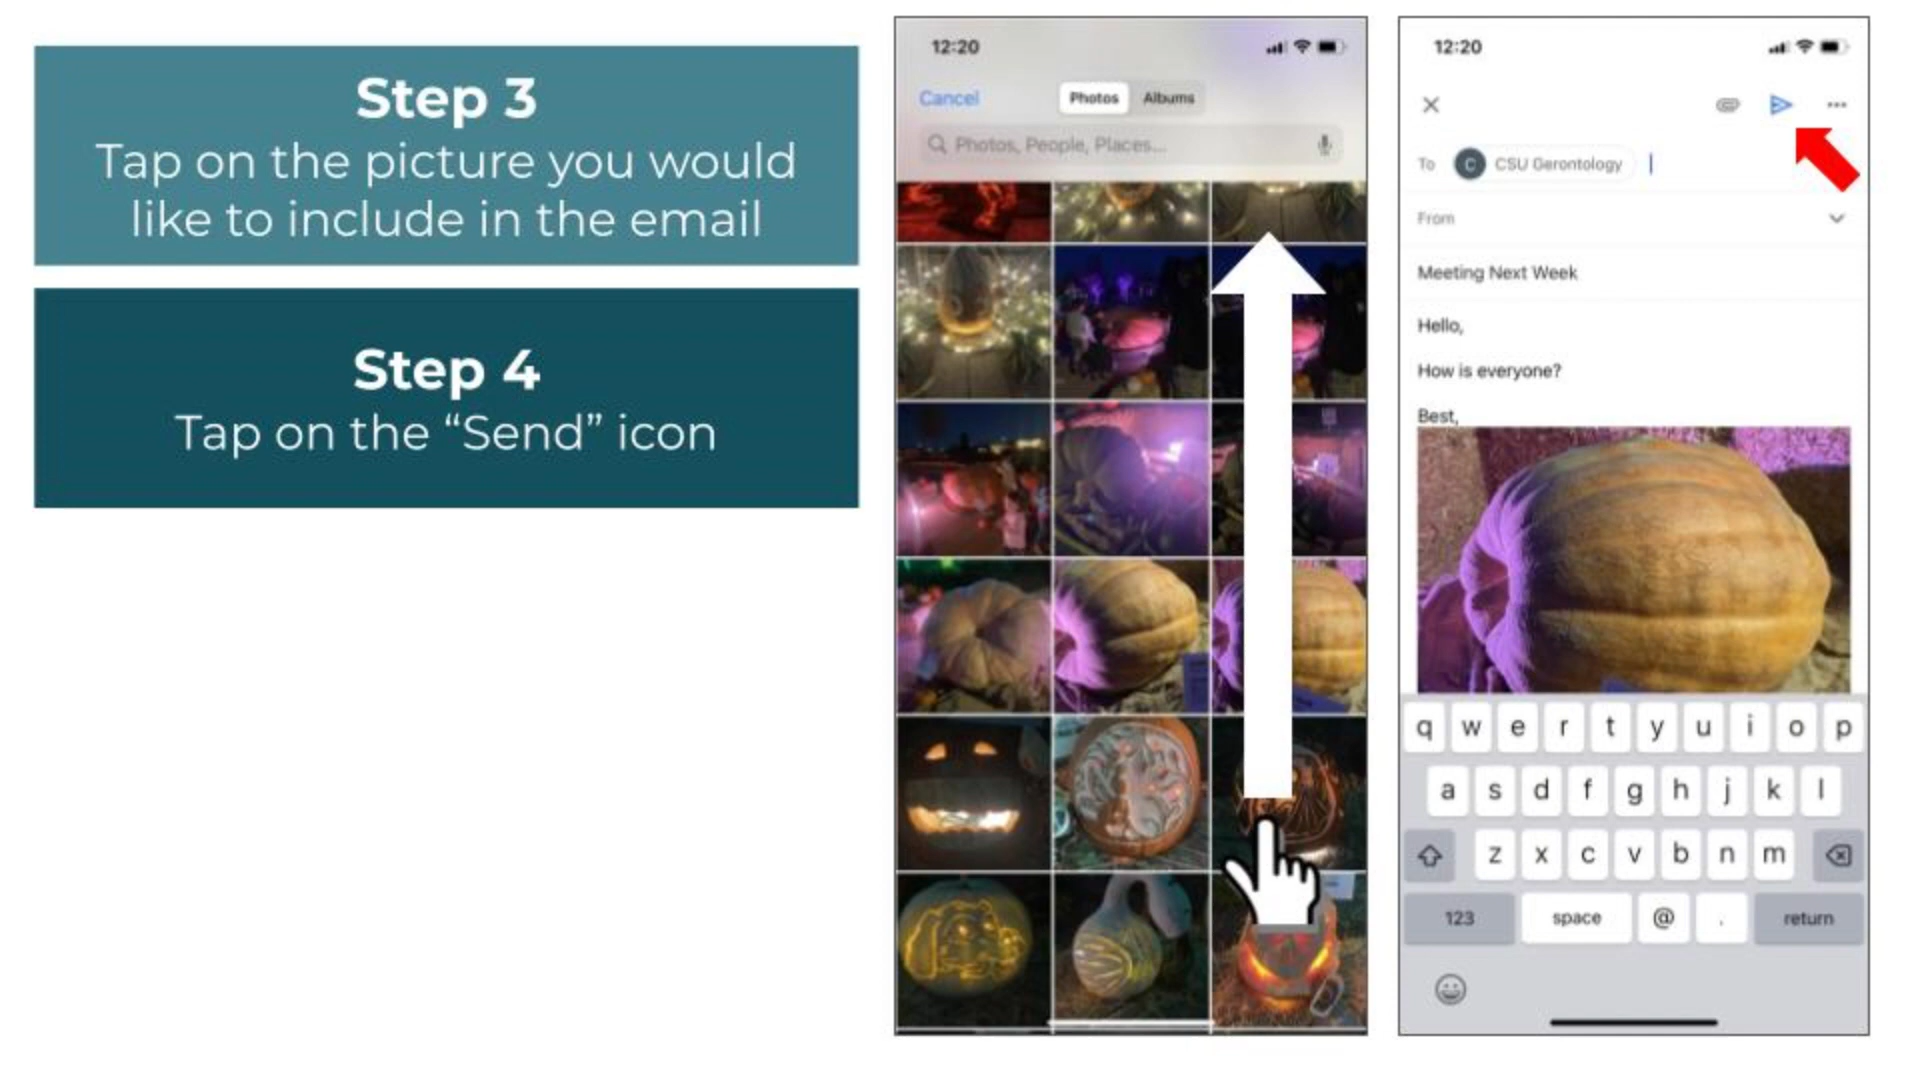 Step 3
Tap on the picture you would
like to include in the email
Step 4
Tap on the “Send” icon
12:20
Cancel
Photos
Albums
Photos, People, Places...
12:20
To
C
CSU Gerontology
From
Meeting Next Week
Hello,
How is everyone?
Best,
q w e r t y u i o p
a s d f g h j k l
z x c v b n m
123
space
@
.
return